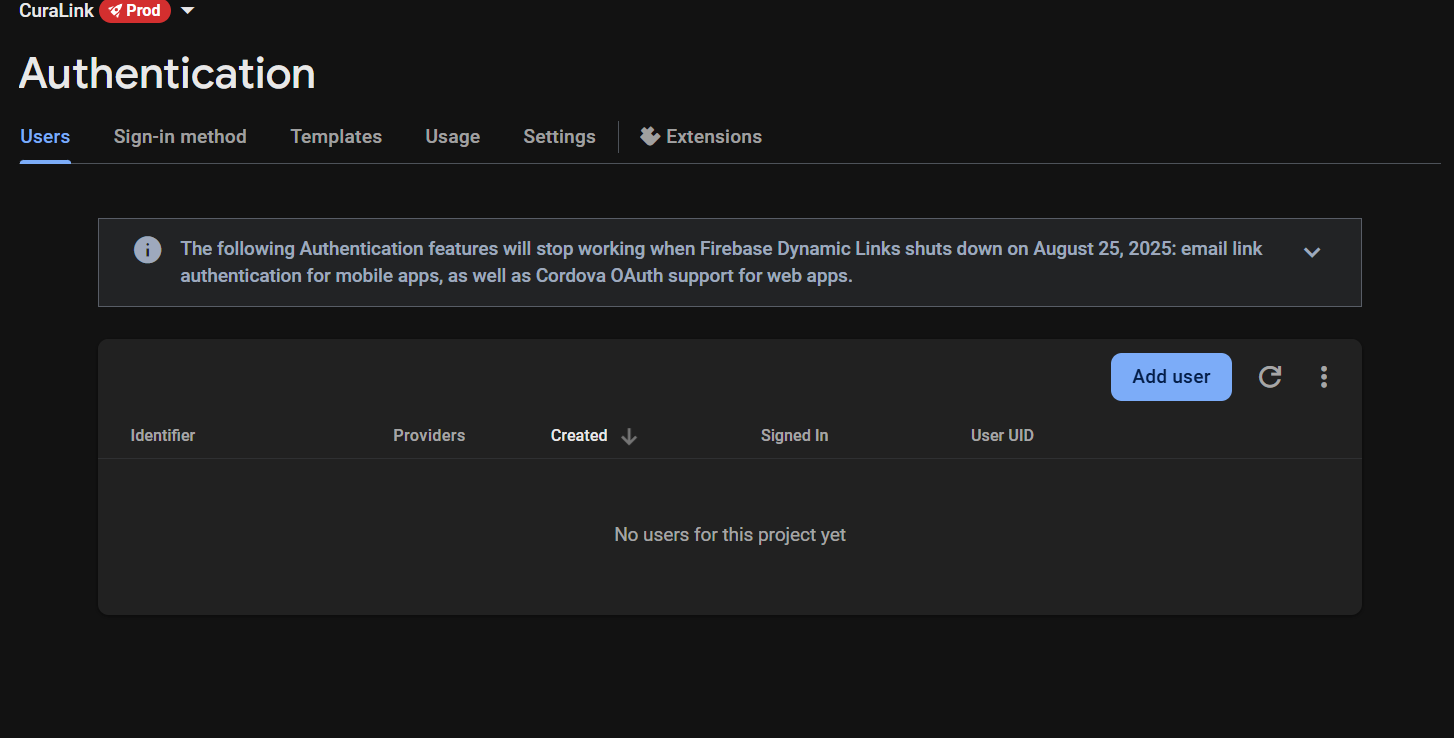 CuraLink Prod
Authentication
Users Sign-in method Templates Usage Settings Extensions
The following Authentication features will stop working when Firebase Dynamic Links shuts down on August 25, 2025: email link
authentication for mobile apps, as well as Cordova OAuth support for web apps.
Add user
Identifier Providers Created Signed In User UID
No users for this project yet